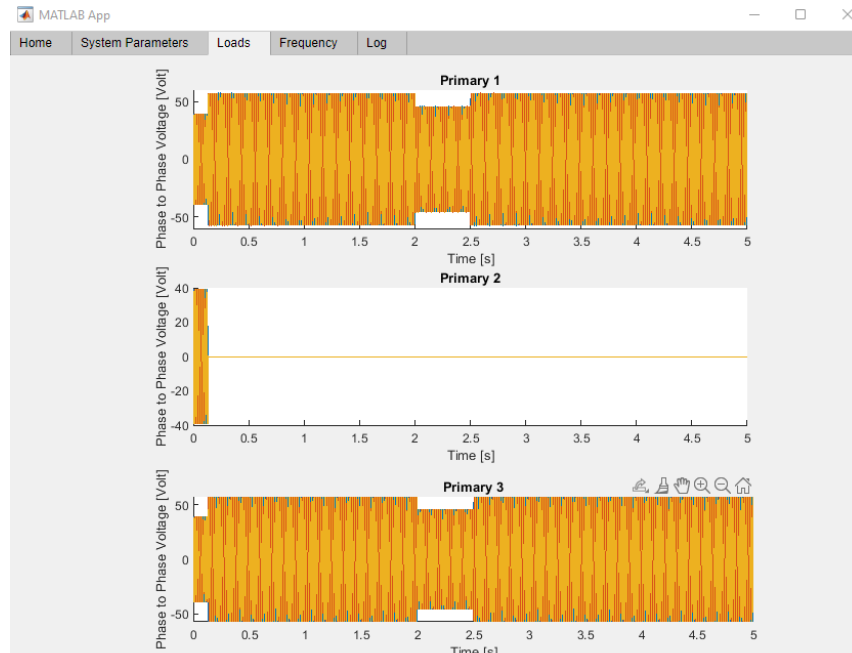 MATLAB App
Home System Parameters Loads Frequency Log
Primary 1
Phase to Phase Voltage [Volt]
50
0
-50
0 0.5 1 1.5 2 2.5 3 3.5 4 4.5 5
Time [s]
Primary 2
Phase to Phase Voltage [Volt]
40
20
0
-20
-40
0 0.5 1 1.5 2 2.5 3 3.5 4 4.5 5
Time [s]
Primary 3
Phase to Phase Voltage [Volt]
50
0
-50
0 0.5 1 1.5 2 2.5 3 3.5 4 4.5 5
Time [s]